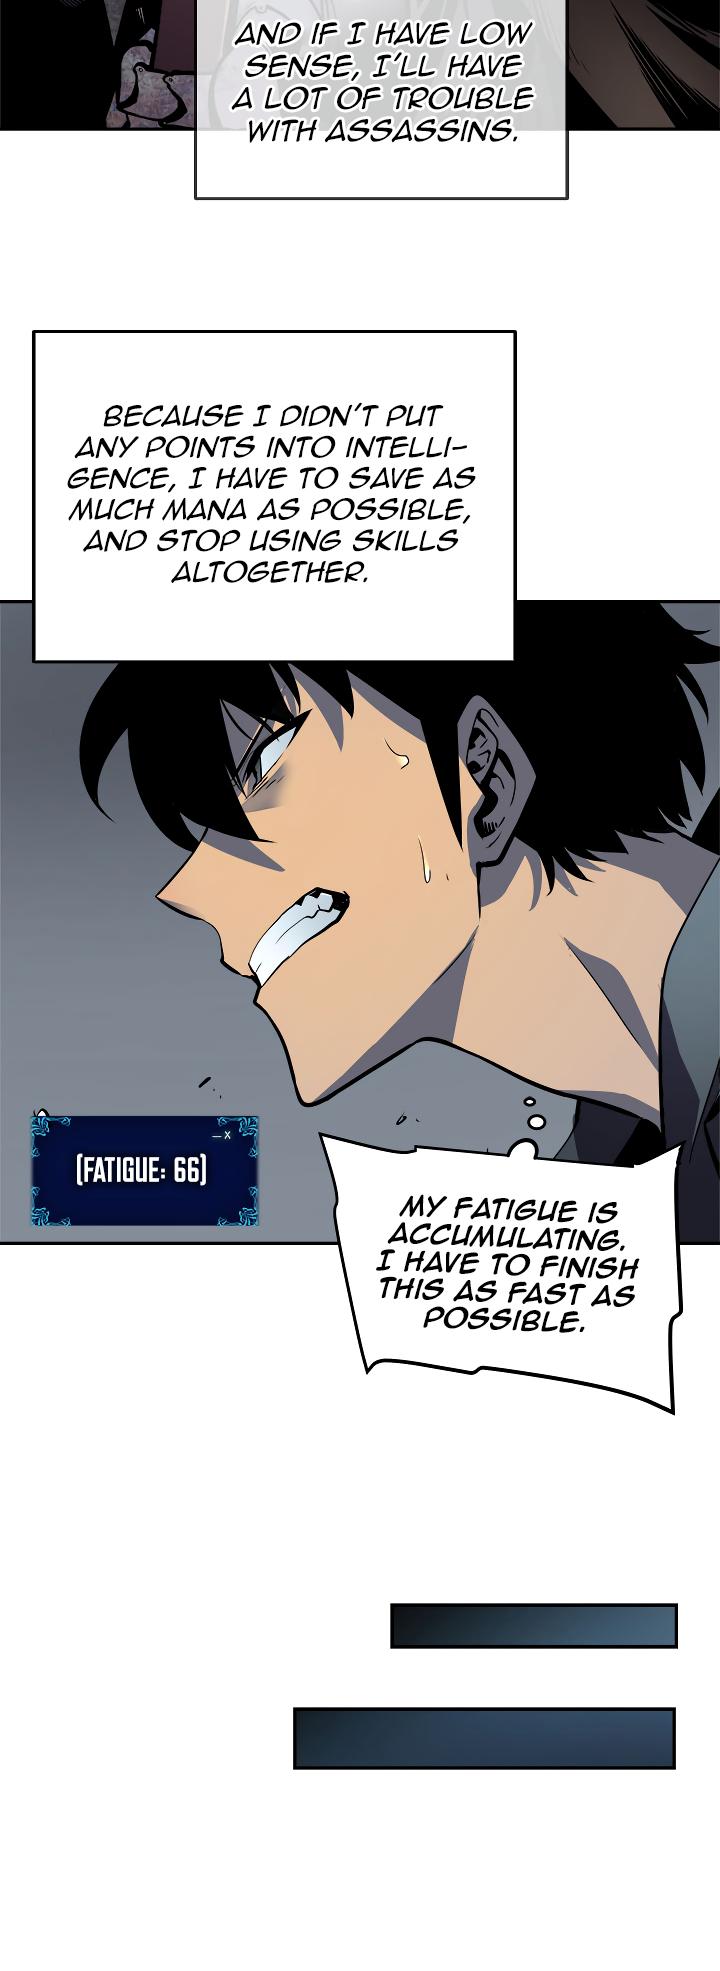 AND IF I HAVE LOW
SENSE, I'LL HAVE
A LOT OF TROUBLE
WITH ASSASSINS.
BECAUSE I DIDN'T PUT
ANY POINTS INTO INTELLI-
GENCE, I HAVE TO SAVE AS
MUCH MANA AS POSSIBLE,
AND STOP USING SKILLS
ALTOGETHER.
[FATIGUE: 66]
MY FATIGUE IS
ACCUMULATING.
I HAVE TO FINISH
THIS AS FAST AS
POSSIBLE.